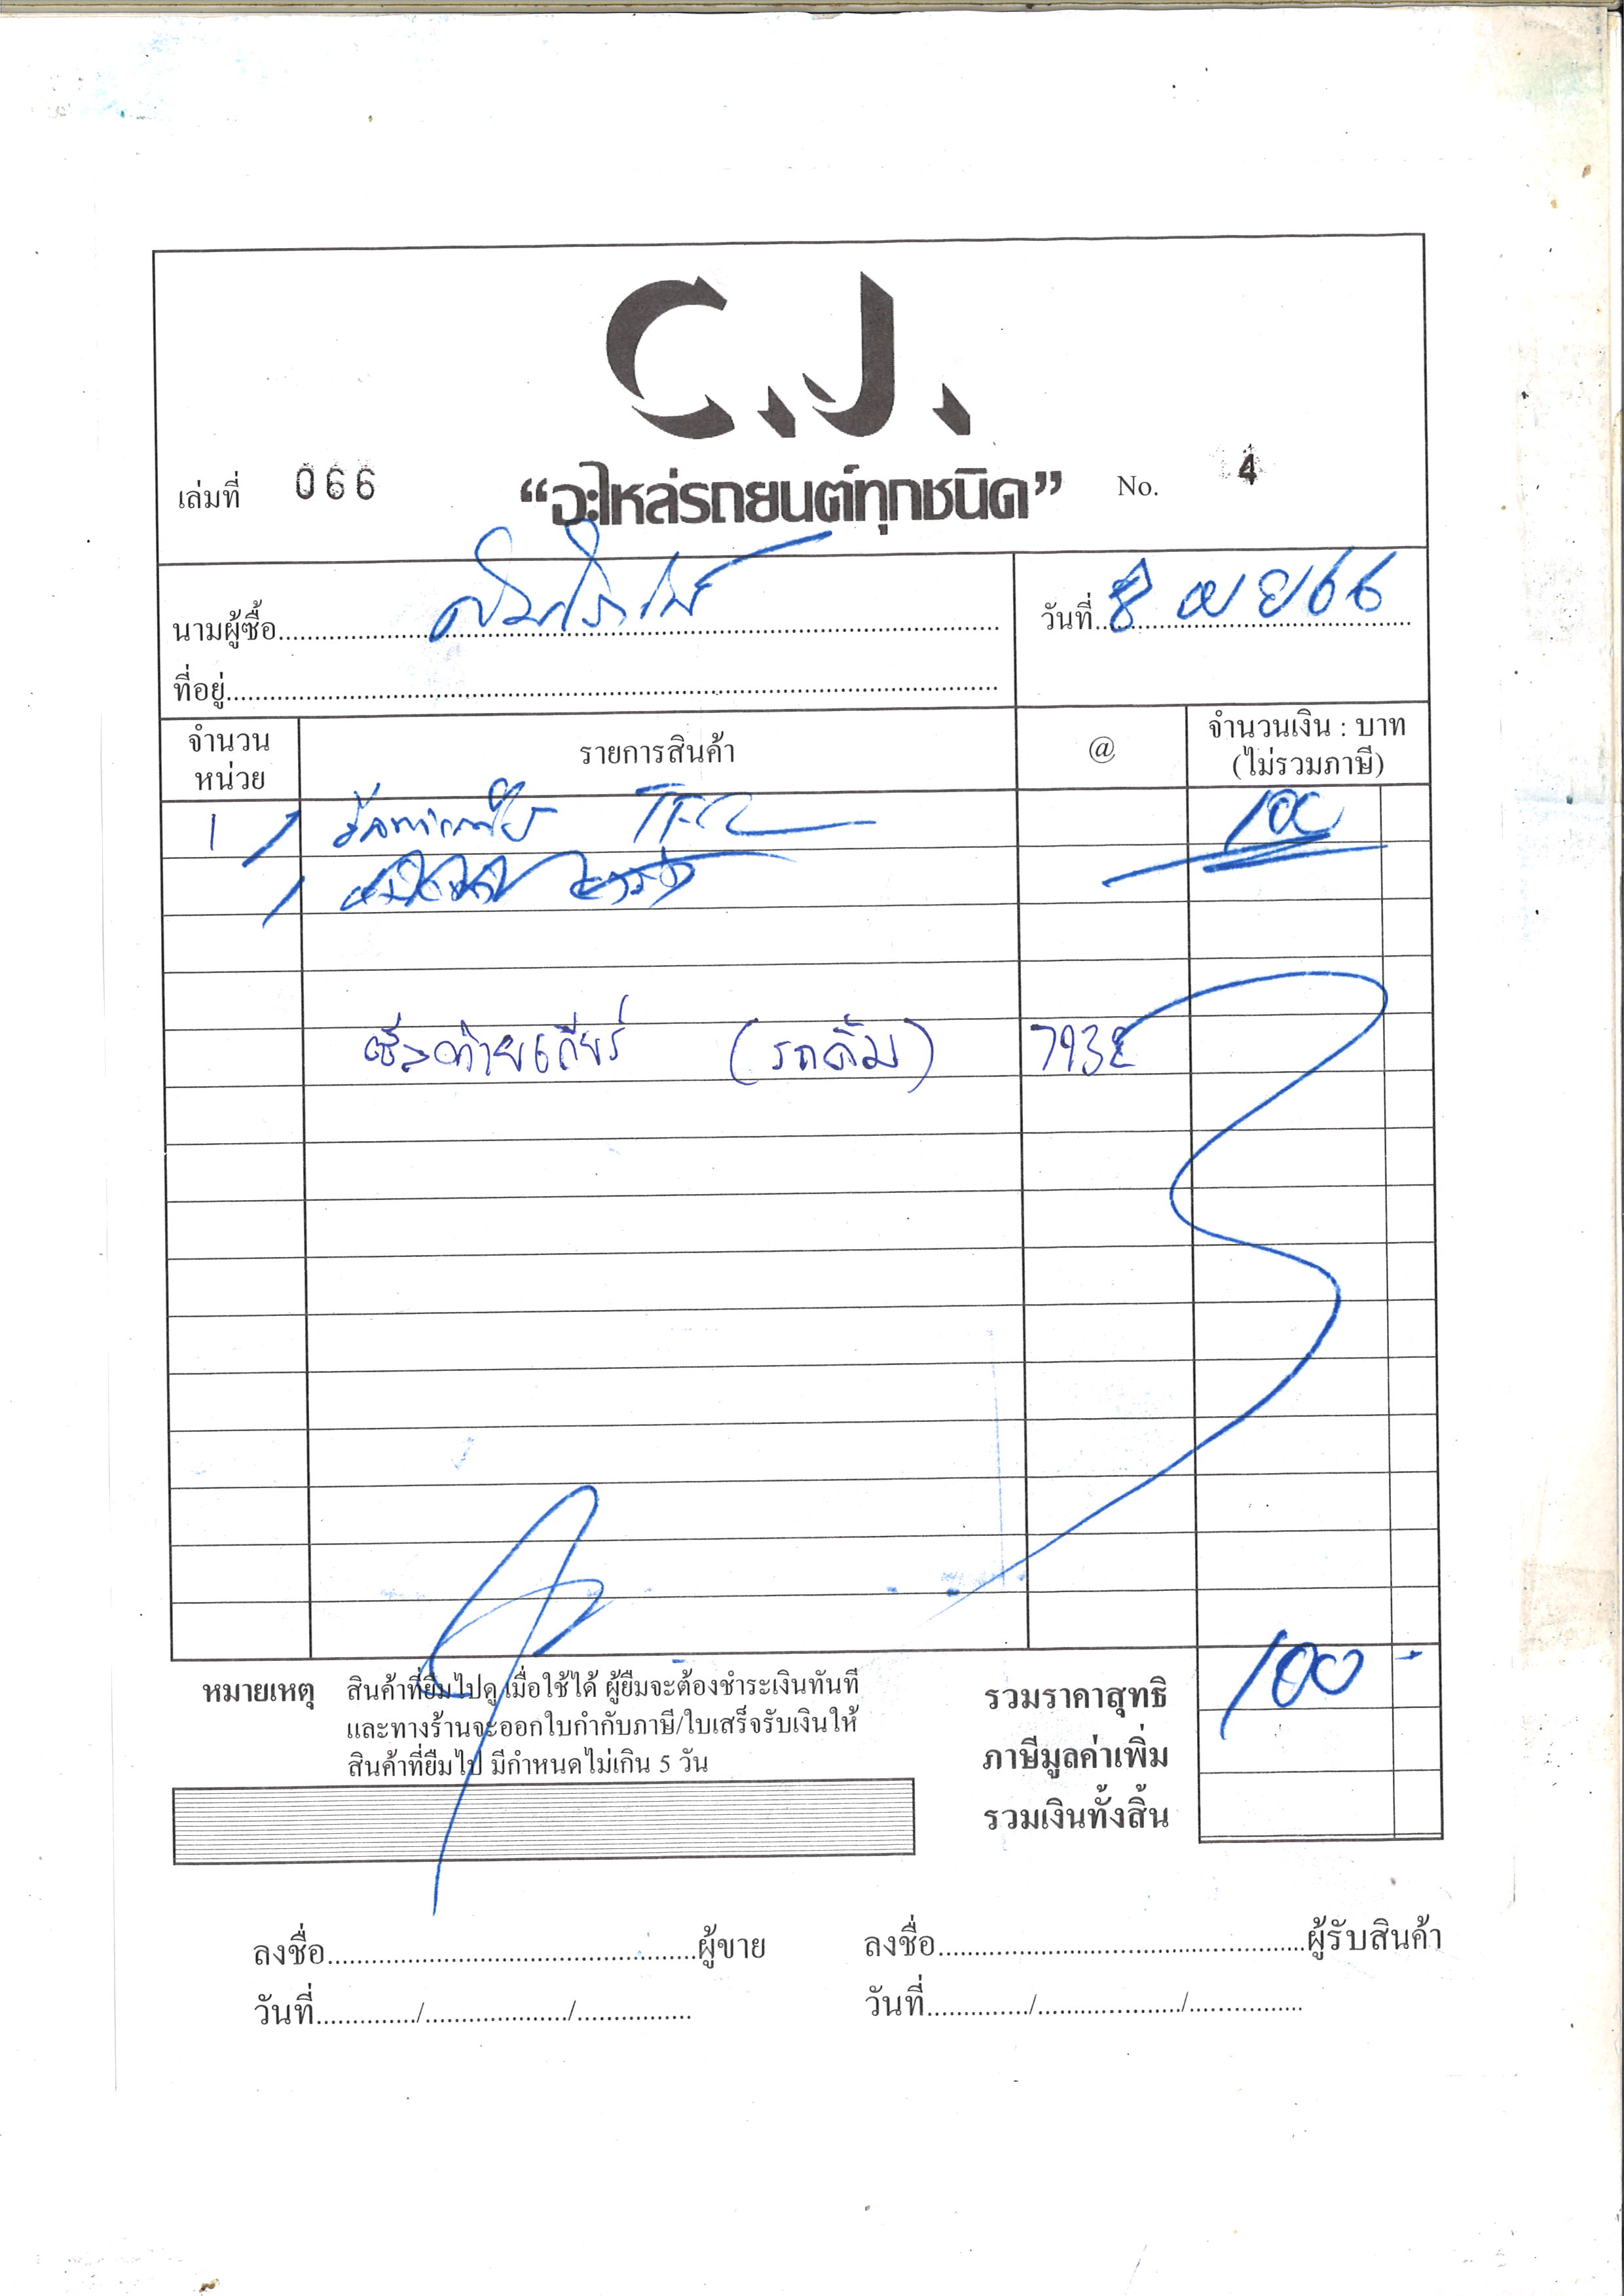 C.J.
เล่มที่ 066 “อะไหล่รถยนต์ทุกชนิด” No. 4
นามผู้ซื้อ วันที่ 8 เม ย 66
ที่อยู่
จำนวน หน่วย รายการสินค้า @ จำนวนเงิน : บาท (ไม่รวมภาษี)
1 TFR 100
ซีลท้ายเกียร์ (รถดั้ม) 7932
หมายเหตุ สินค้าที่ยืมไปดู เมื่อใช้ได้ ผู้ยืมจะต้องชำระเงินทันที
และทางร้านจะออกใบกำกับภาษี/ใบเสร็จรับเงินให้
สินค้าที่ยืมไป มีกำหนดไม่เกิน 5 วัน
รวมราคาสุทธิ 100 -
ภาษีมูลค่าเพิ่ม
รวมเงินทั้งสิ้น
ลงชื่อ ผู้ขาย ลงชื่อ ผู้รับสินค้า
วันที่ / / วันที่ / /